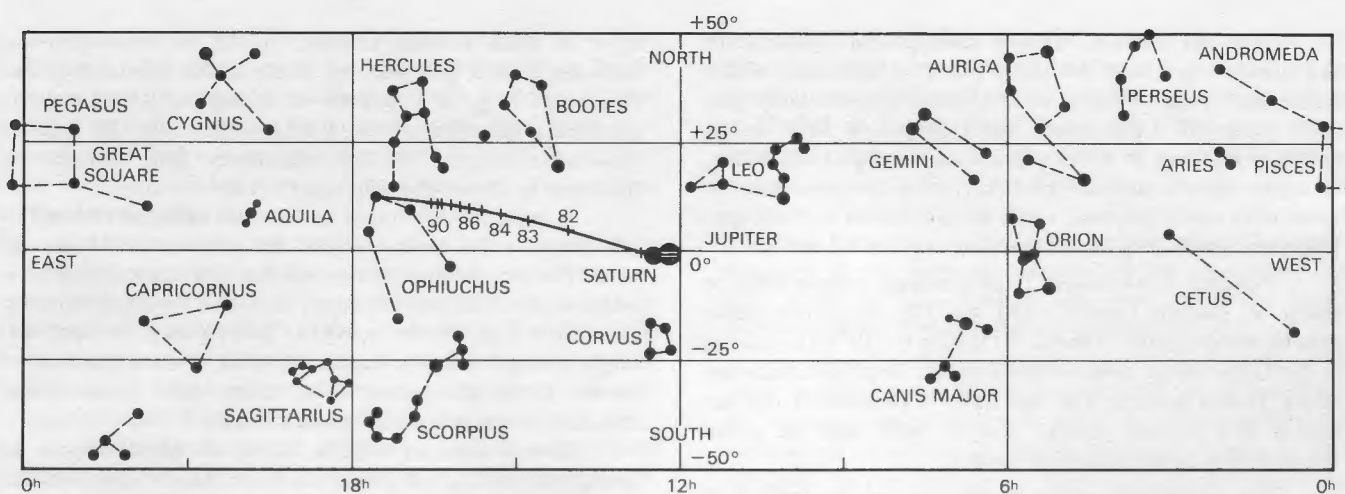 +50°
NORTH
HERCULES
AURIGA
ANDROMEDA
PEGASUS
BOOTES
PERSEUS
CYGNUS
+25°
GREAT
SQUARE
LEO
GEMINI
ARIES
PISCES
AQUILA
90
86
84
83
82
JUPITER
ORION
EAST
SATURN
0°
WEST
CAPRICORNUS
OPHIUCHUS
CETUS
CORVUS
−25°
CANIS MAJOR
SAGITTARIUS
SCORPIUS
SOUTH
−50°
0h
18h
12h
6h
0h